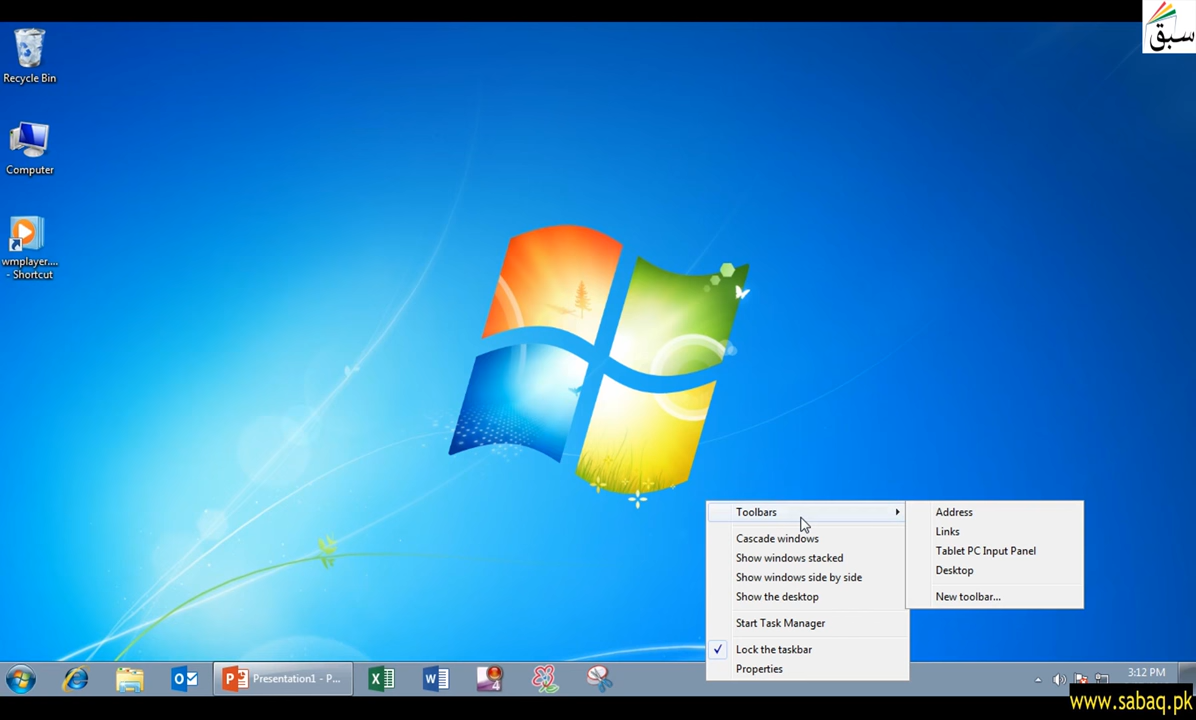 سبق
Recycle Bin
Computer
wmplayer....
- Shortcut
Toolbars
Cascade windows
Show windows stacked
Show windows side by side
Show the desktop
Start Task Manager
Lock the taskbar
Properties
Address
Links
Tablet PC Input Panel
Desktop
New toolbar...
Presentation1 - P...
4
3:12 PM
www.sabaq.pk